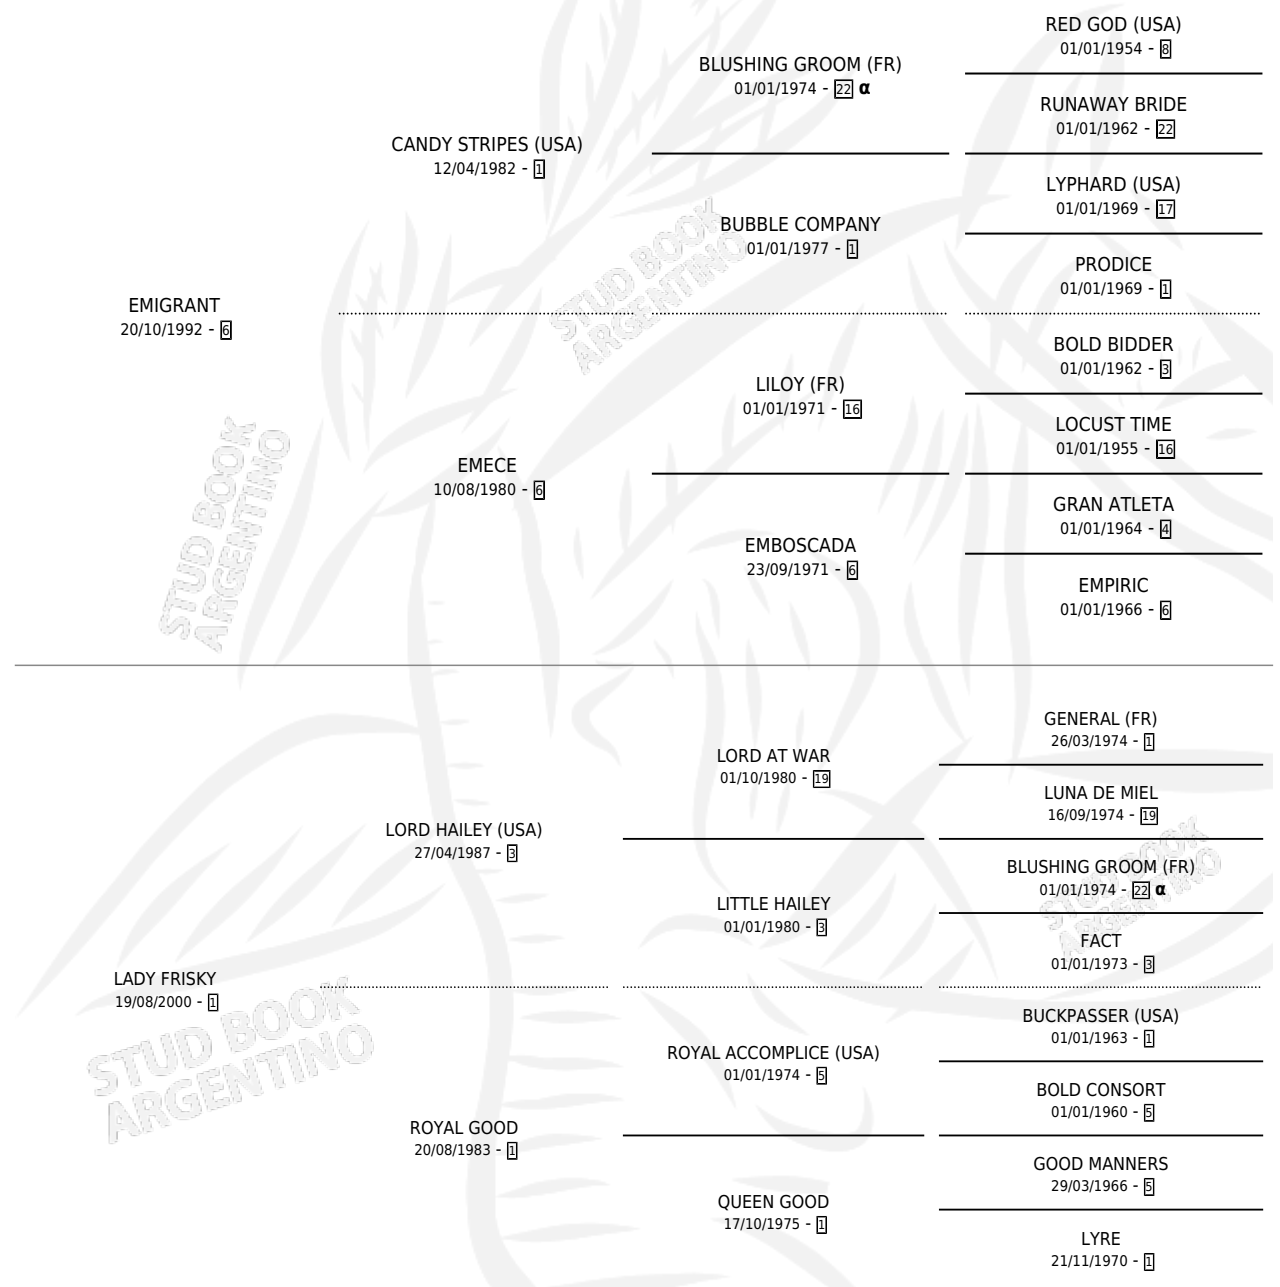 RED GOD (USA)
01/01/1954 - 8
BLUSHING GROOM (FR)
01/01/1974 - 22 α
RUNAWAY BRIDE
01/01/1962 - 22
CANDY STRIPES (USA)
12/04/1982 - 1
LYPHARD (USA)
01/01/1969 - 17
BUBBLE COMPANY
01/01/1977 - 1
PRODICE
01/01/1969 - 1
EMIGRANT
20/10/1992 - 6
BOLD BIDDER
01/01/1962 - 3
LILOY (FR)
01/01/1971 - 16
LOCUST TIME
01/01/1955 - 16
EMECE
10/08/1980 - 6
GRAN ATLETA
01/01/1964 - 4
EMBOSCADA
23/09/1971 - 6
EMPIRIC
01/01/1966 - 6
STUD BOOK
ARGENTINO
STUD BOOK
ARGENTINO
GENERAL (FR)
26/03/1974 - 1
LORD AT WAR
01/10/1980 - 19
LUNA DE MIEL
16/09/1974 - 19
LORD HAILEY (USA)
27/04/1987 - 3
BLUSHING GROOM (FR)
01/01/1974 - 22 α
LITTLE HAILEY
01/01/1980 - 3
FACT
01/01/1973 - 3
LADY FRISKY
19/08/2000 - 1
BUCKPASSER (USA)
01/01/1963 - 1
ROYAL ACCOMPLICE (USA)
01/01/1974 - 5
BOLD CONSORT
01/01/1960 - 5
ROYAL GOOD
20/08/1983 - 1
GOOD MANNERS
29/03/1966 - 5
QUEEN GOOD
17/10/1975 - 1
LYRE
21/11/1970 - 1
STUD BOOK
ARGENTINO
STUD BOOK
ARGENTINO